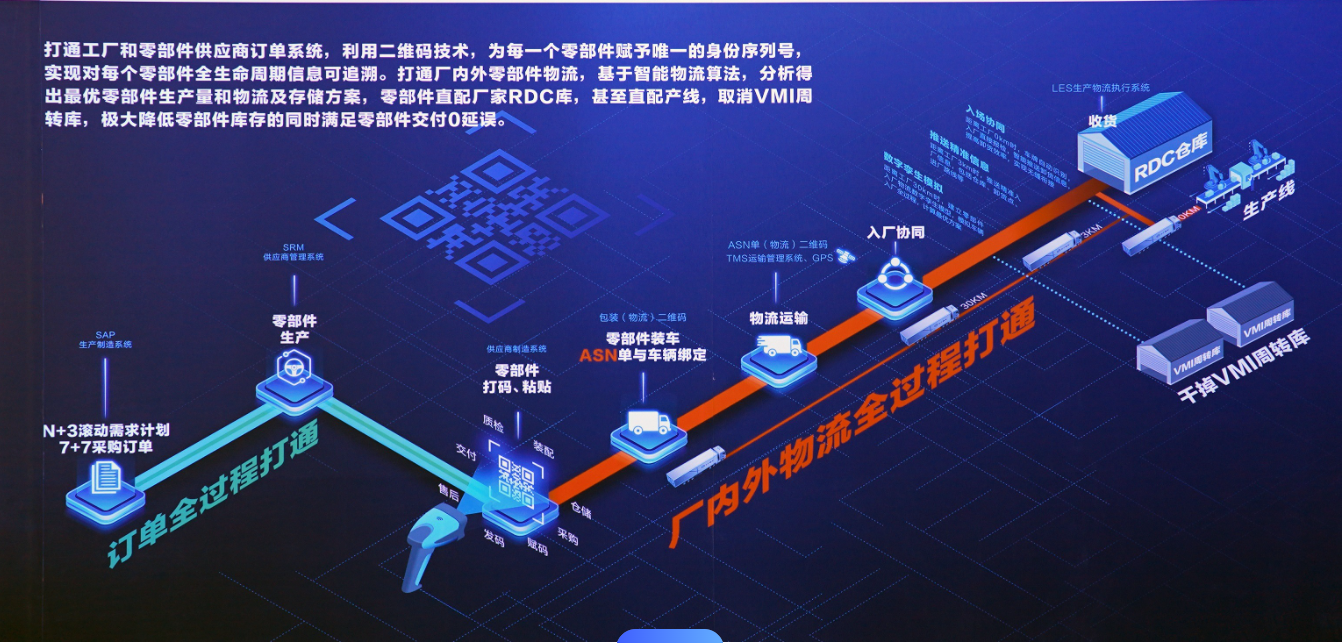 打通工厂和零部件供应商订单系统，利用二维码技术，为每一个零部件赋予唯一的身份序列号，
实现对每个零部件全生命周期信息可追溯。打通厂内外零部件物流，基于智能物流算法，分析得
出最优零部件生产量和物流及存储方案，零部件直配厂家RDC库，甚至直配产线，取消VMI周
转库，极大降低零部件库存的同时满足零部件交付0延误。
SAP
生产制造系统
N+3滚动需求计划
7+7采购订单
SRM
供应商管理系统
零部件
生产
订单全过程打通
供应商制造系统
零部件
打码、粘贴
质检
装配
交付
售后
仓储
采购
发码
赋码
包装（物流）二维码
零部件装车
ASN单与车辆绑定
ASN单（物流）二维码
TMS运输管理系统、GPS
物流运输
入厂协同
数字孪生模拟
推送精准信息
入场协同
LES生产物流执行系统
收货
RDC仓库
生产线
0KM
3KM
30KM
厂内外物流全过程打通
VMI周转库
VMI周转库
干掉VMI周转库